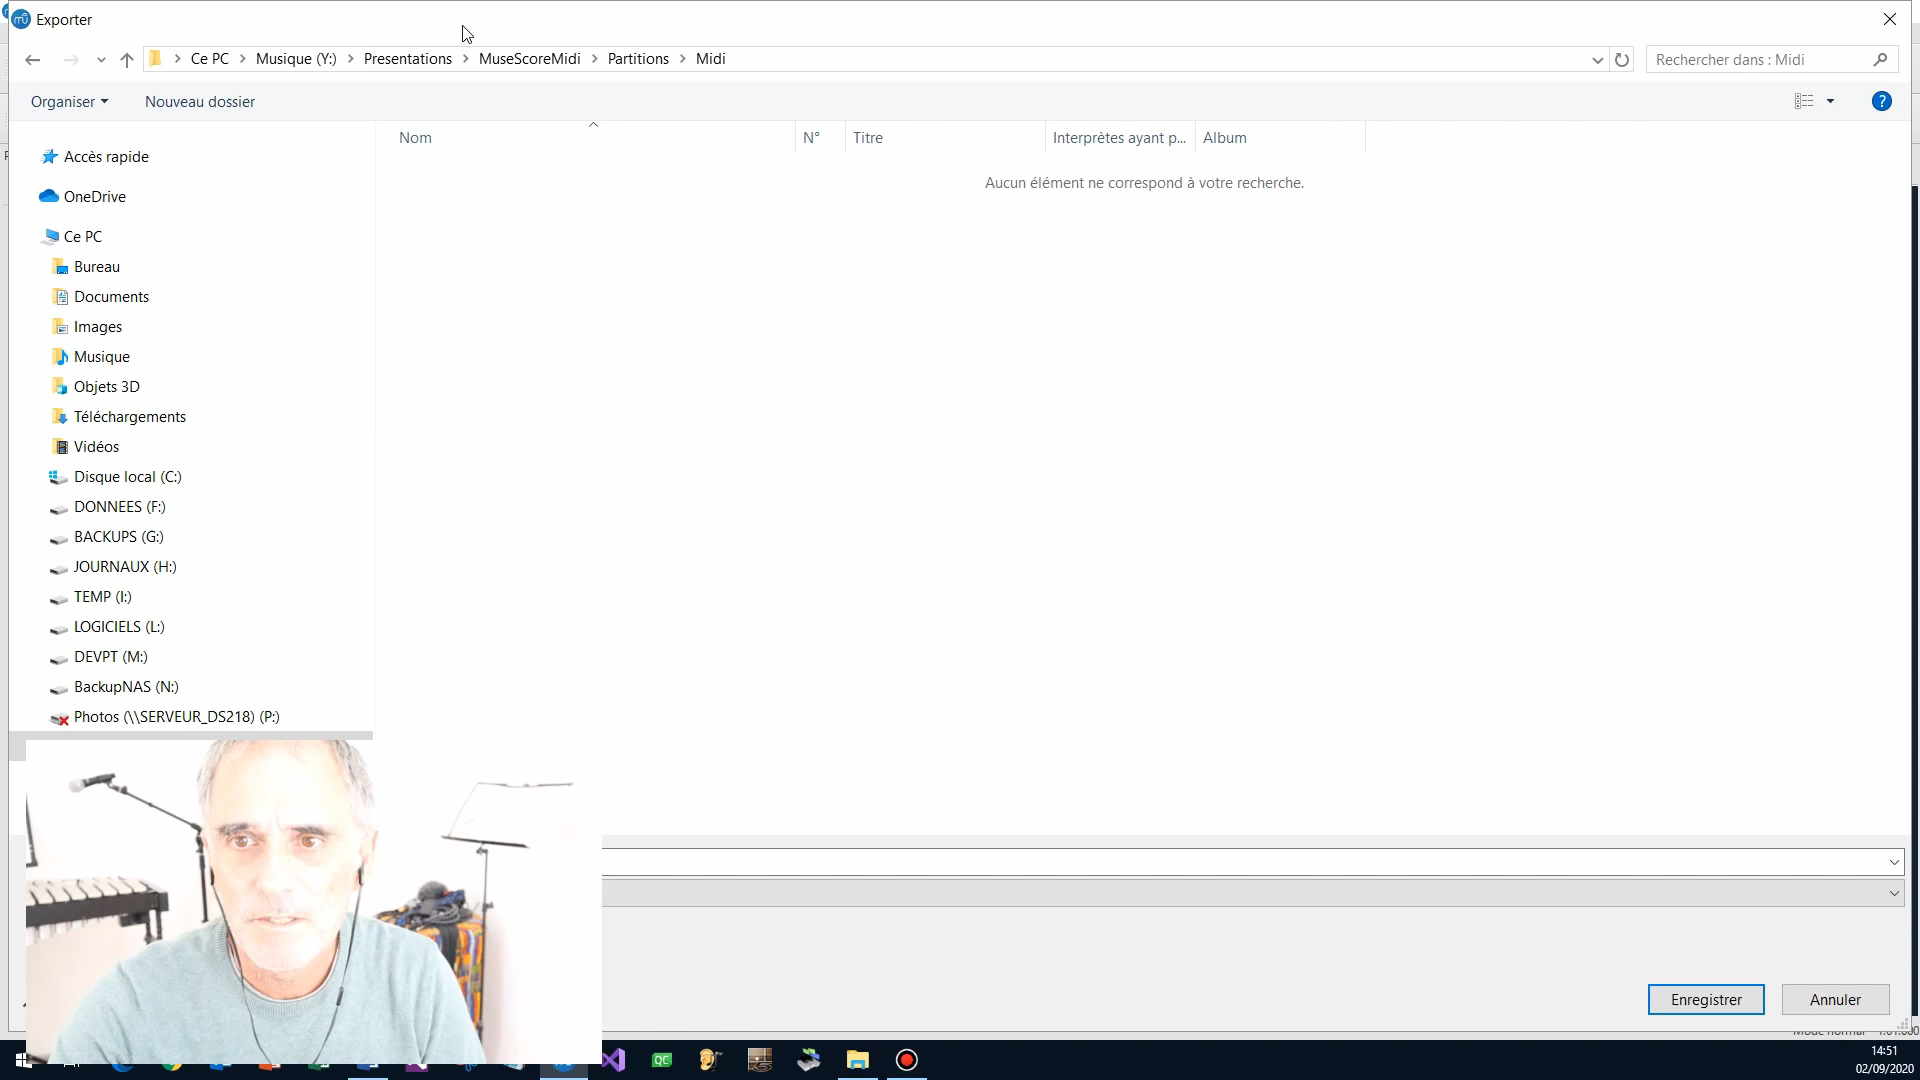 Exporter
Ce PC > Musique (Y:) > Presentations > MuseScoreMidi > Partitions > Midi
Rechercher dans : Midi
Organiser
Nouveau dossier
?
Nom
N°
Titre
Interprètes ayant p...
Album
Aucun élément ne correspond à votre recherche.
Accès rapide
OneDrive
Ce PC
Bureau
Documents
Images
Musique
Objets 3D
Téléchargements
Vidéos
Disque local (C:)
DONNEES (F:)
BACKUPS (G:)
JOURNAUX (H:)
TEMP (I:)
LOGICIELS (L:)
DEVPT (M:)
BackupNAS (N:)
Photos (\\SERVEUR_DS218) (P:)
Enregistrer
Annuler
QC
14:51
02/09/2020